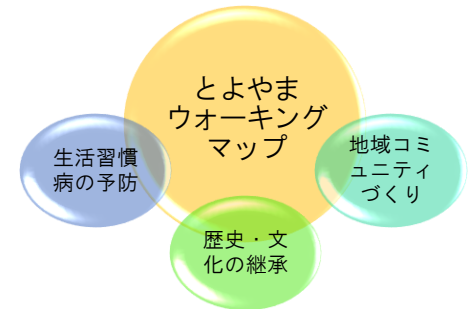 とよやま
ウォーキング
マップ
生活習慣
病の予防
地域コミ
ュニティ
づくり
歴史・文
化の継承